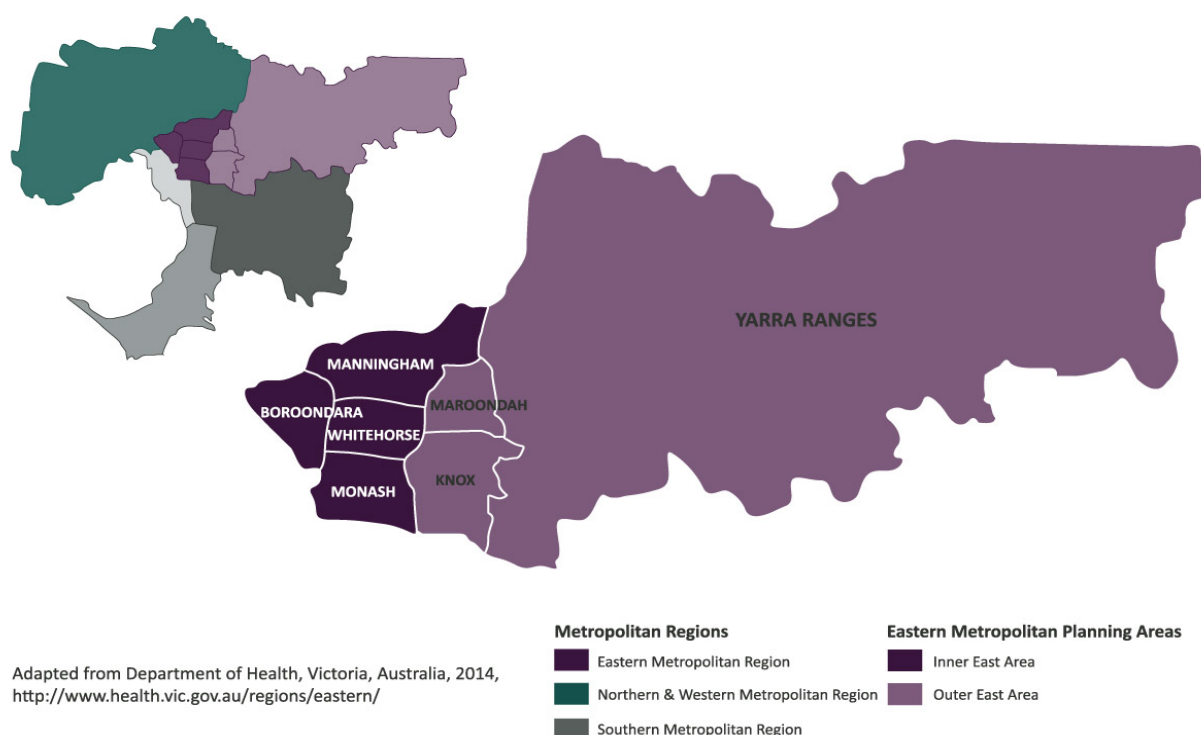 YARRA RANGES
MANNINGHAM
MAROONDAH
BOROONDARA
WHITEHORSE
KNOX
MONASH
Metropolitan Regions
Eastern Metropolitan Region
Northern & Western Metropolitan Region
Southern Metropolitan Region
Eastern Metropolitan Planning Areas
Inner East Area
Outer East Area
Adapted from Department of Health, Victoria, Australia, 2014,
http://www.health.vic.gov.au/regions/eastern/